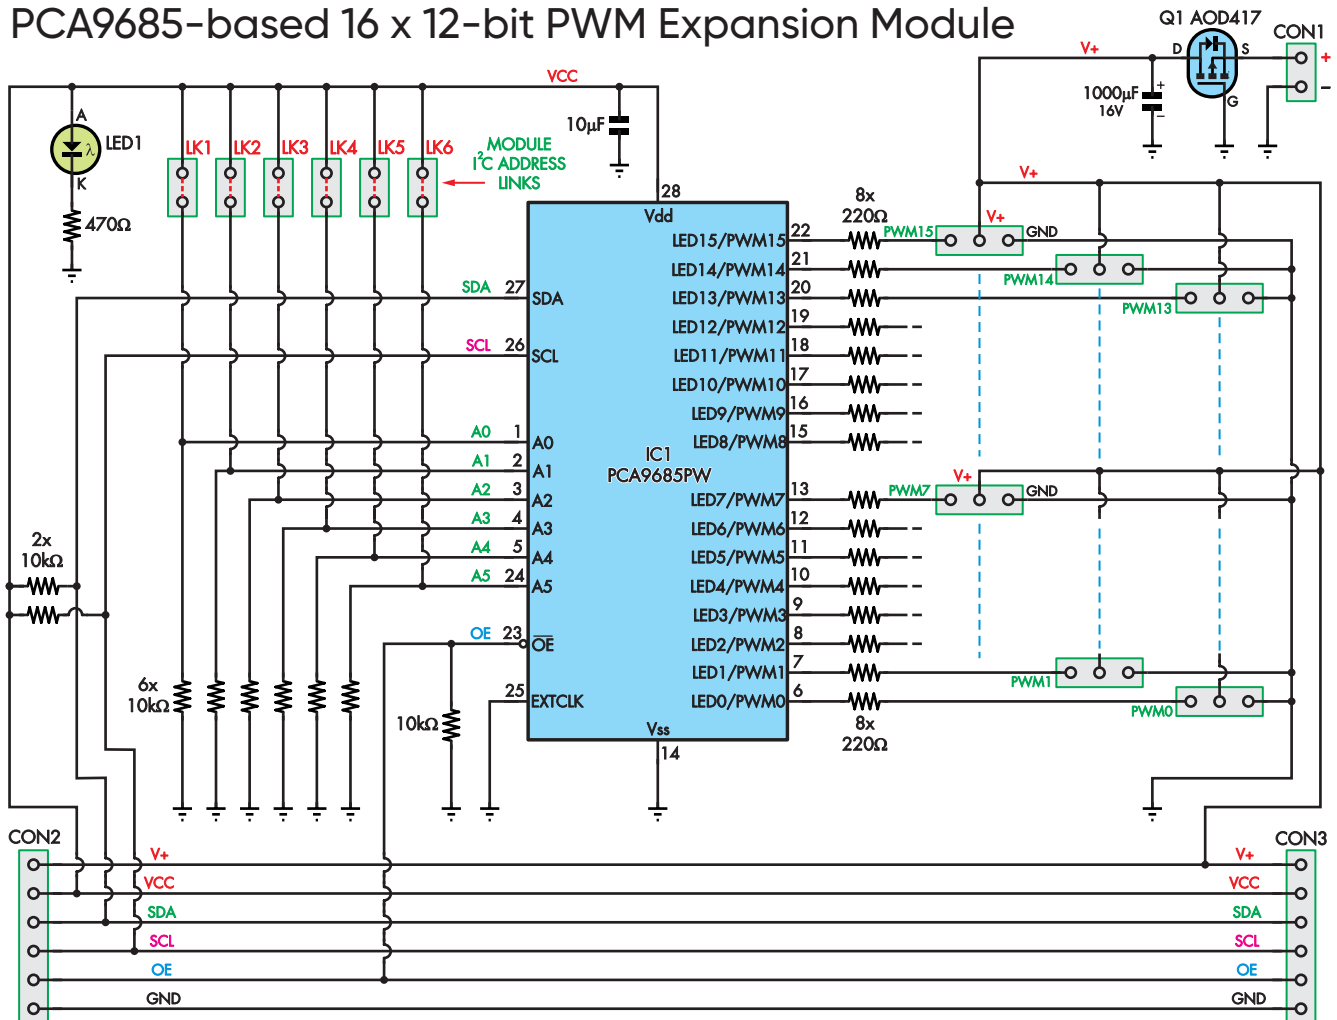 PCA9685-based 16 x 12-bit PWM Expansion Module
Q1 AOD417
CON1
V+
D
S
G
+
–
1000µF
16V
+
–
VCC
A
LED1
λ
K
470Ω
LK1
LK2
LK3
LK4
LK5
LK6
MODULE
I²C ADDRESS
LINKS
10µF
28
Vdd
8x
220Ω
V+
V+
PWM15
GND
PWM14
PWM13
LED15/PWM15 22
LED14/PWM14 21
LED13/PWM13 20
LED12/PWM12 19
LED11/PWM11 18
LED10/PWM10 17
LED9/PWM9 16
LED8/PWM8 15
SDA 27 SDA
SCL 26 SCL
A0 1 A0
A1 2 A1
A2 3 A2
A3 4 A3
A4 5 A4
A5 24 A5
OE 23 OE
25 EXTCLK
IC1
PCA9685PW
LED7/PWM7 13
LED6/PWM6 12
LED5/PWM5 11
LED4/PWM4 10
LED3/PWM3 9
LED2/PWM2 8
LED1/PWM1 7
LED0/PWM0 6
V+
PWM7
GND
PWM1
PWM0
8x
220Ω
2x
10kΩ
6x
10kΩ
10kΩ
Vss
14
CON2
CON3
V+ V+
VCC VCC
SDA SDA
SCL SCL
OE OE
GND GND